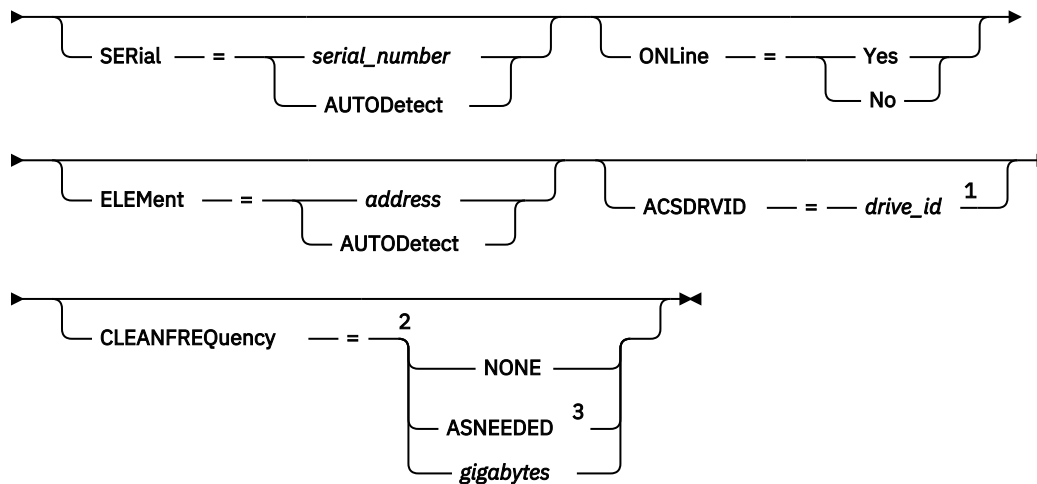 SERial = serial_number ONLine = Yes
AUTODetect No
ELEMent = address ACSDRVID = drive_id 1
AUTODetect
CLEANFREQuency = 2
NONE
ASNEEDED 3
gigabytes